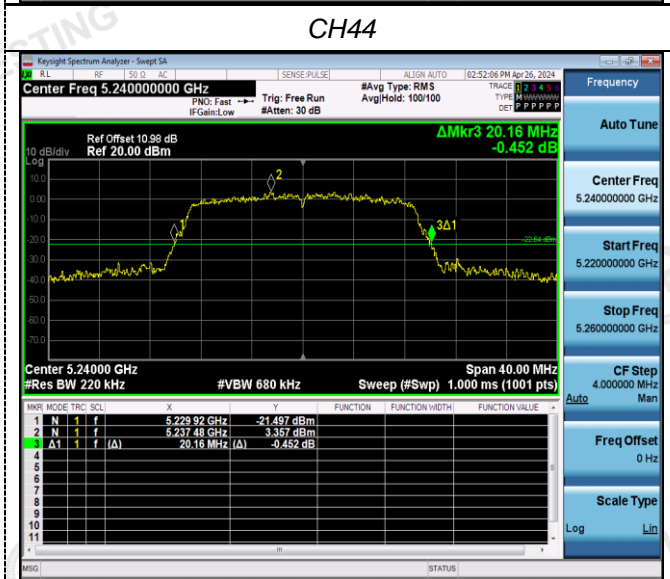 TESTING
CH44
Keysight Spectrum Analyzer - Swept SA
RL RF 50 Ω AC SENSE:PULSE ALIGN AUTO 02:52:06 PM Apr 26, 2024
Center Freq 5.240000000 GHz
PNO: Fast
IFGain:Low
Trig: Free Run
#Atten: 30 dB
#Avg Type: RMS
Avg|Hold: 100/100
TRACE 1 2 3 4 5 6
TYPE M W W W W W
DET P P P P P P
Ref Offset 10.98 dB
Ref 20.00 dBm
ΔMkr3 20.16 MHz
-0.452 dB
10 dB/div
Log
10.0
0.00
-10.0
-20.0
-30.0
-40.0
-50.0
-60.0
-70.0
1
2
3Δ1
-22.64 dBm
Center 5.24000 GHz
#Res BW 220 kHz
#VBW 680 kHz
Span 40.00 MHz
Sweep (#Swp) 1.000 ms (1001 pts)
MKR MODE TRC SCL X Y FUNCTION FUNCTION WIDTH FUNCTION VALUE
1 N 1 f 5.229 92 GHz -21.497 dBm
2 N 1 f 5.237 48 GHz 3.357 dBm
3 Δ1 1 f (Δ) 20.16 MHz (Δ) -0.452 dB
4
5
6
7
8
9
10
11
MSG STATUS
Frequency
Auto Tune
Center Freq
5.240000000 GHz
Start Freq
5.220000000 GHz
Stop Freq
5.260000000 GHz
CF Step
4.000000 MHz
Auto Man
Freq Offset
0 Hz
Scale Type
Log Lin